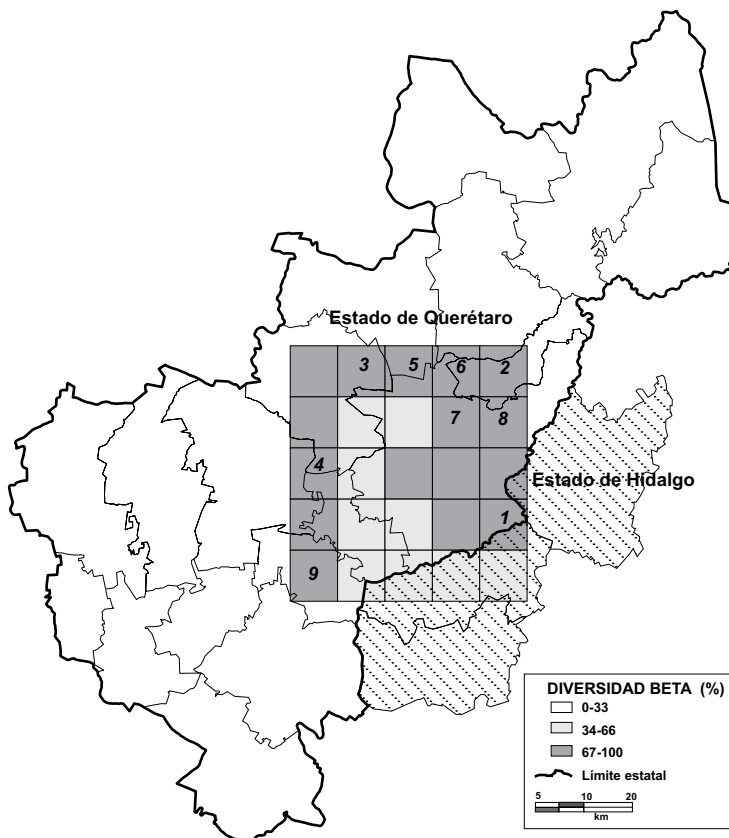 Estado de Querétaro
3 5 6 2
7 8
4
Estado de Hidalgo
1
9
DIVERSIDAD BETA (%)
0-33
34-66
67-100
Límite estatal
5 10 20
km